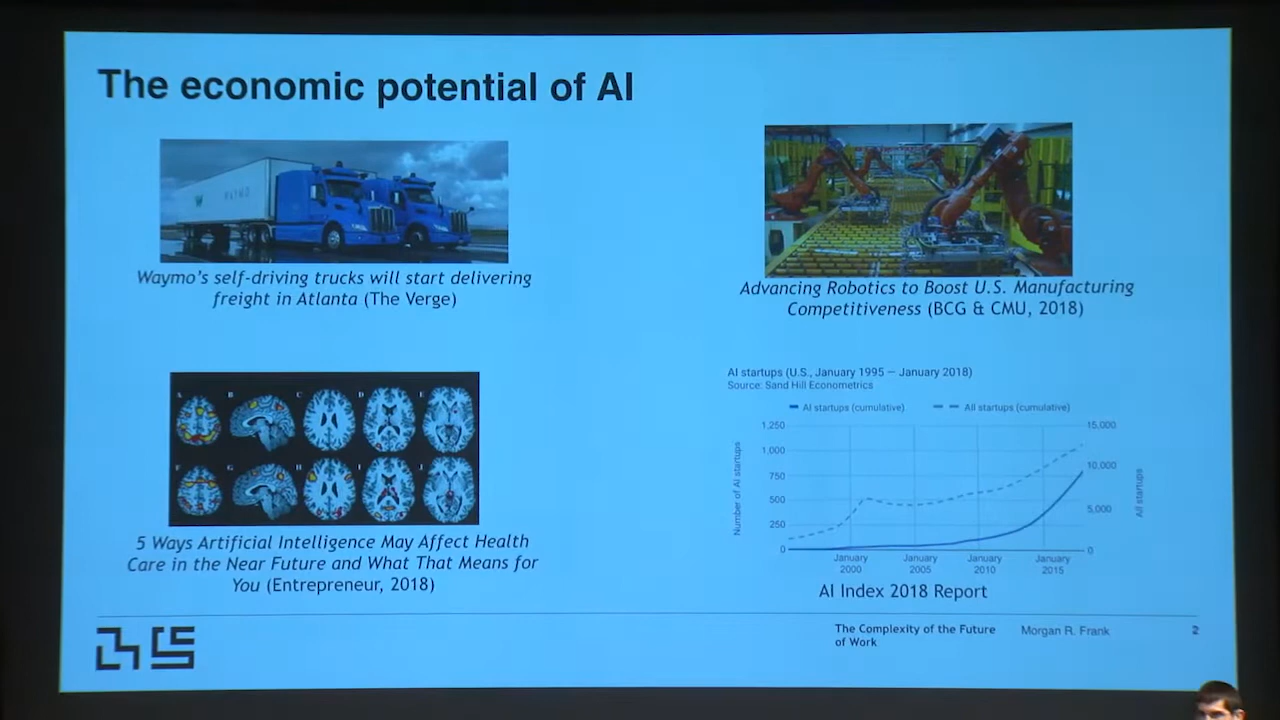 The economic potential of AI
WAYMO
Waymo's self-driving trucks will start delivering
freight in Atlanta (The Verge)
Advancing Robotics to Boost U.S. Manufacturing
Competitiveness (BCG & CMU, 2018)
A B C D E
F G H I J
5 Ways Artificial Intelligence May Affect Health
Care in the Near Future and What That Means for
You (Entrepreneur, 2018)
AI startups (U.S., January 1995 — January 2018)
Source: Sand Hill Econometrics
AI startups (cumulative) All startups (cumulative)
Number of AI startups
1,250
1,000
750
500
250
0
15,000
10,000
5,000
0
All startups
January January January January
2000 2005 2010 2015
AI Index 2018 Report
The Complexity of the Future
of Work
Morgan R. Frank
2